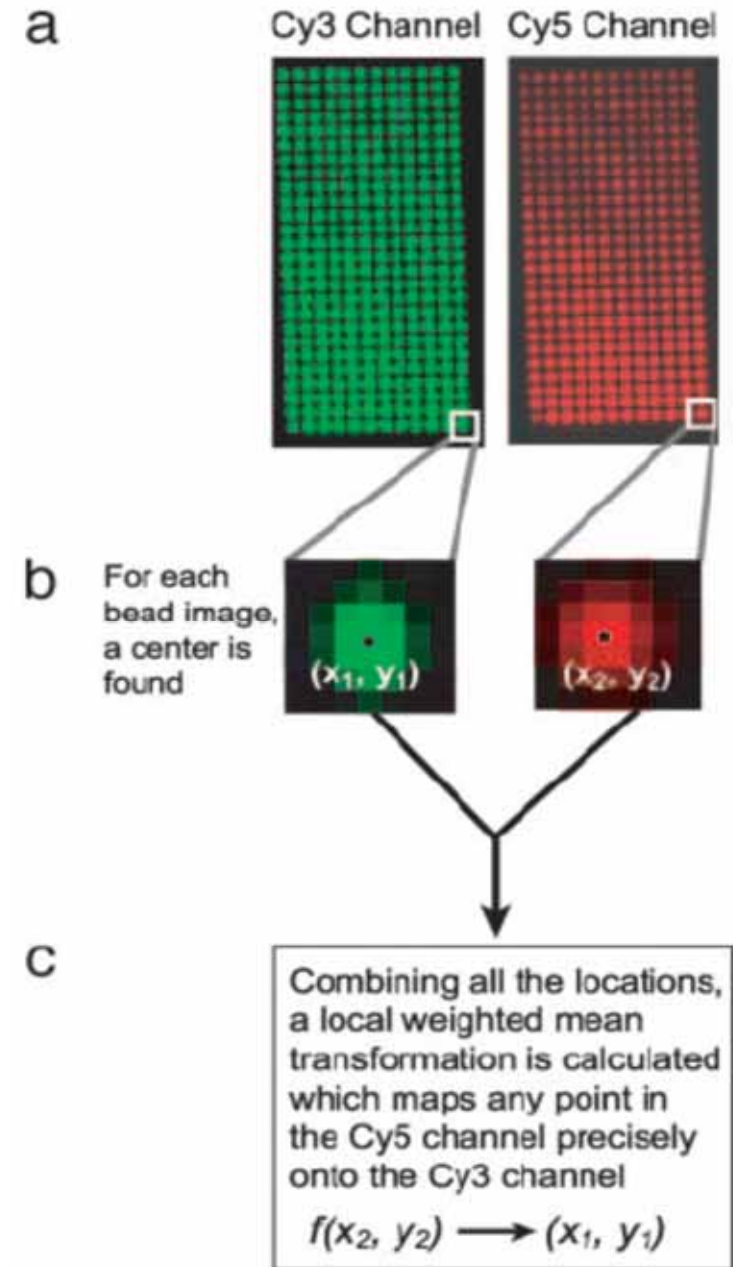 a
Cy3 Channel
Cy5 Channel
b
For each
bead image,
a center is
found
(x₁, y₁)
(x₂, y₂)
c
Combining all the locations,
a local weighted mean
transformation is calculated
which maps any point in
the Cy5 channel precisely
onto the Cy3 channel
f(x₂, y₂) ⟶ (x₁, y₁)